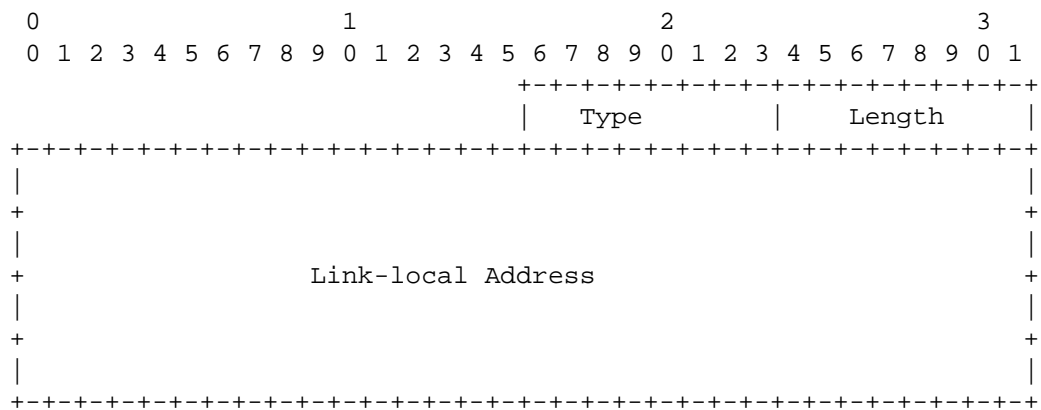 0                   1                   2                   3
 0 1 2 3 4 5 6 7 8 9 0 1 2 3 4 5 6 7 8 9 0 1 2 3 4 5 6 7 8 9 0 1
                                +-+-+-+-+-+-+-+-+-+-+-+-+-+-+-+-+
                                |   Type        |    Length     |
+-+-+-+-+-+-+-+-+-+-+-+-+-+-+-+-+-+-+-+-+-+-+-+-+-+-+-+-+-+-+-+-+
|                                                               |
+                                                               +
|                                                               |
+                  Link-local Address                           +
|                                                               |
+                                                               +
|                                                               |
+-+-+-+-+-+-+-+-+-+-+-+-+-+-+-+-+-+-+-+-+-+-+-+-+-+-+-+-+-+-+-+-+